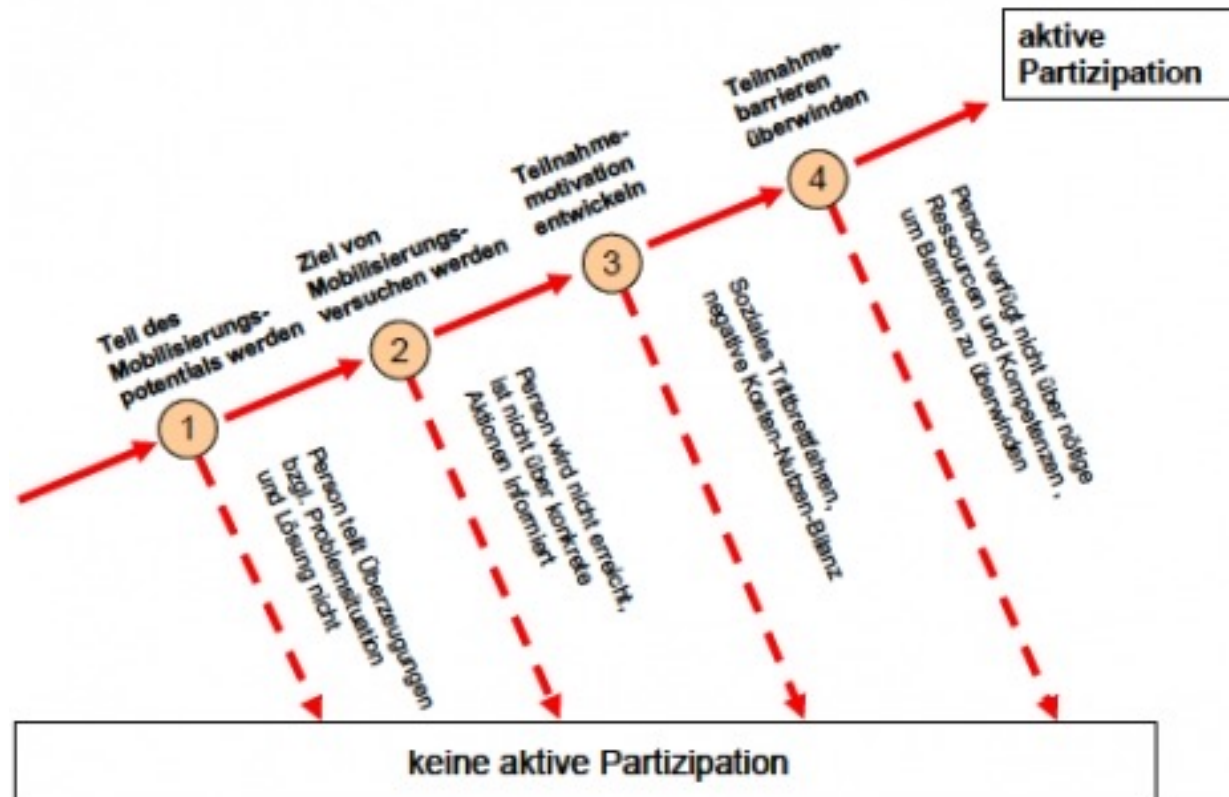 aktive
Partizipation
Teilnahme-
barrieren
überwinden
4
Person verfügt nicht über nötige
Ressourcen und Kompetenzen ,
um Barrieren zu überwinden
Teilnahme-
motivation
entwickeln
3
Soziales Trittbrettfahren,
negative Kosten-Nutzen-Bilanz
Ziel von
Mobilisierungs-
versuchen werden
2
Person wird nicht erreicht,
ist nicht über konkrete
Aktionen informiert
Teil des
Mobilisierungs-
potentials werden
1
Person teilt Überzeugungen
bzgl. Problemsituation
und Lösung nicht
keine aktive Partizipation